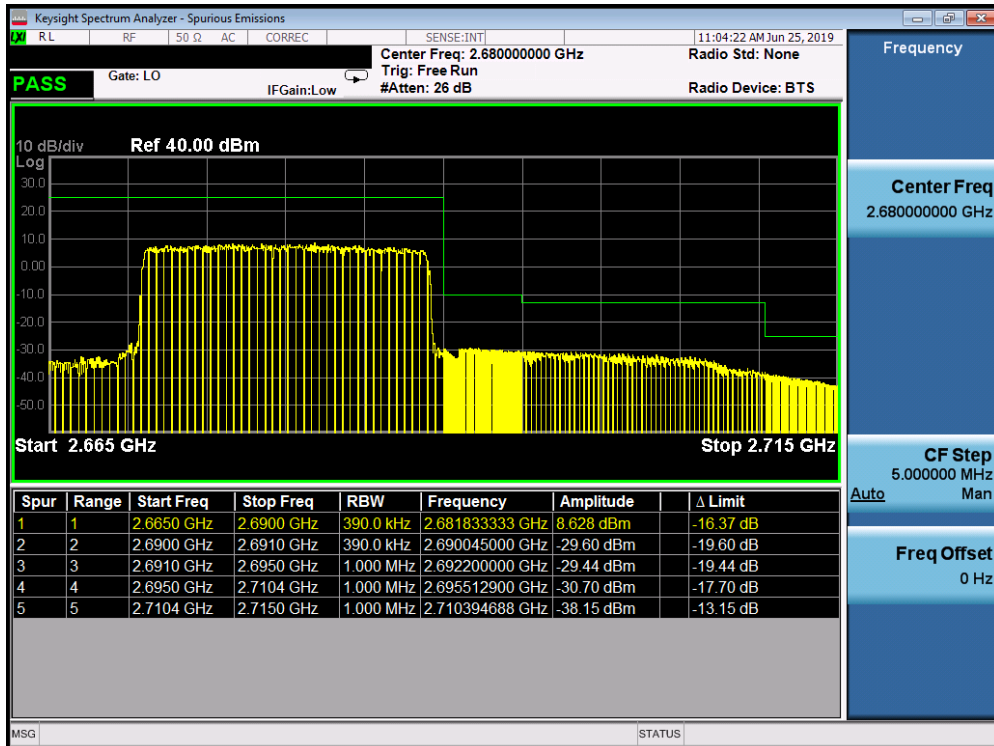 Keysight Spectrum Analyzer - Spurious Emissions
LXI RL RF 50 Ω AC CORREC SENSE:INT 11:04:22 AM Jun 25, 2019
Center Freq: 2.680000000 GHz Radio Std: None
Gate: LO Trig: Free Run
PASS IFGain:Low #Atten: 26 dB Radio Device: BTS
Frequency
10 dB/div Ref 40.00 dBm
Log
30.0
20.0
10.0
0.00
-10.0
-20.0
-30.0
-40.0
-50.0
Start 2.665 GHz Stop 2.715 GHz
Spur Range Start Freq Stop Freq RBW Frequency Amplitude Δ Limit
1 1 2.6650 GHz 2.6900 GHz 390.0 kHz 2.681833333 GHz 8.628 dBm -16.37 dB
2 2 2.6900 GHz 2.6910 GHz 390.0 kHz 2.690045000 GHz -29.60 dBm -19.60 dB
3 3 2.6910 GHz 2.6950 GHz 1.000 MHz 2.692200000 GHz -29.44 dBm -19.44 dB
4 4 2.6950 GHz 2.7104 GHz 1.000 MHz 2.695512900 GHz -30.70 dBm -17.70 dB
5 5 2.7104 GHz 2.7150 GHz 1.000 MHz 2.710394688 GHz -38.15 dBm -13.15 dB
Center Freq
2.680000000 GHz
CF Step
5.000000 MHz
Auto Man
Freq Offset
0 Hz
MSG STATUS